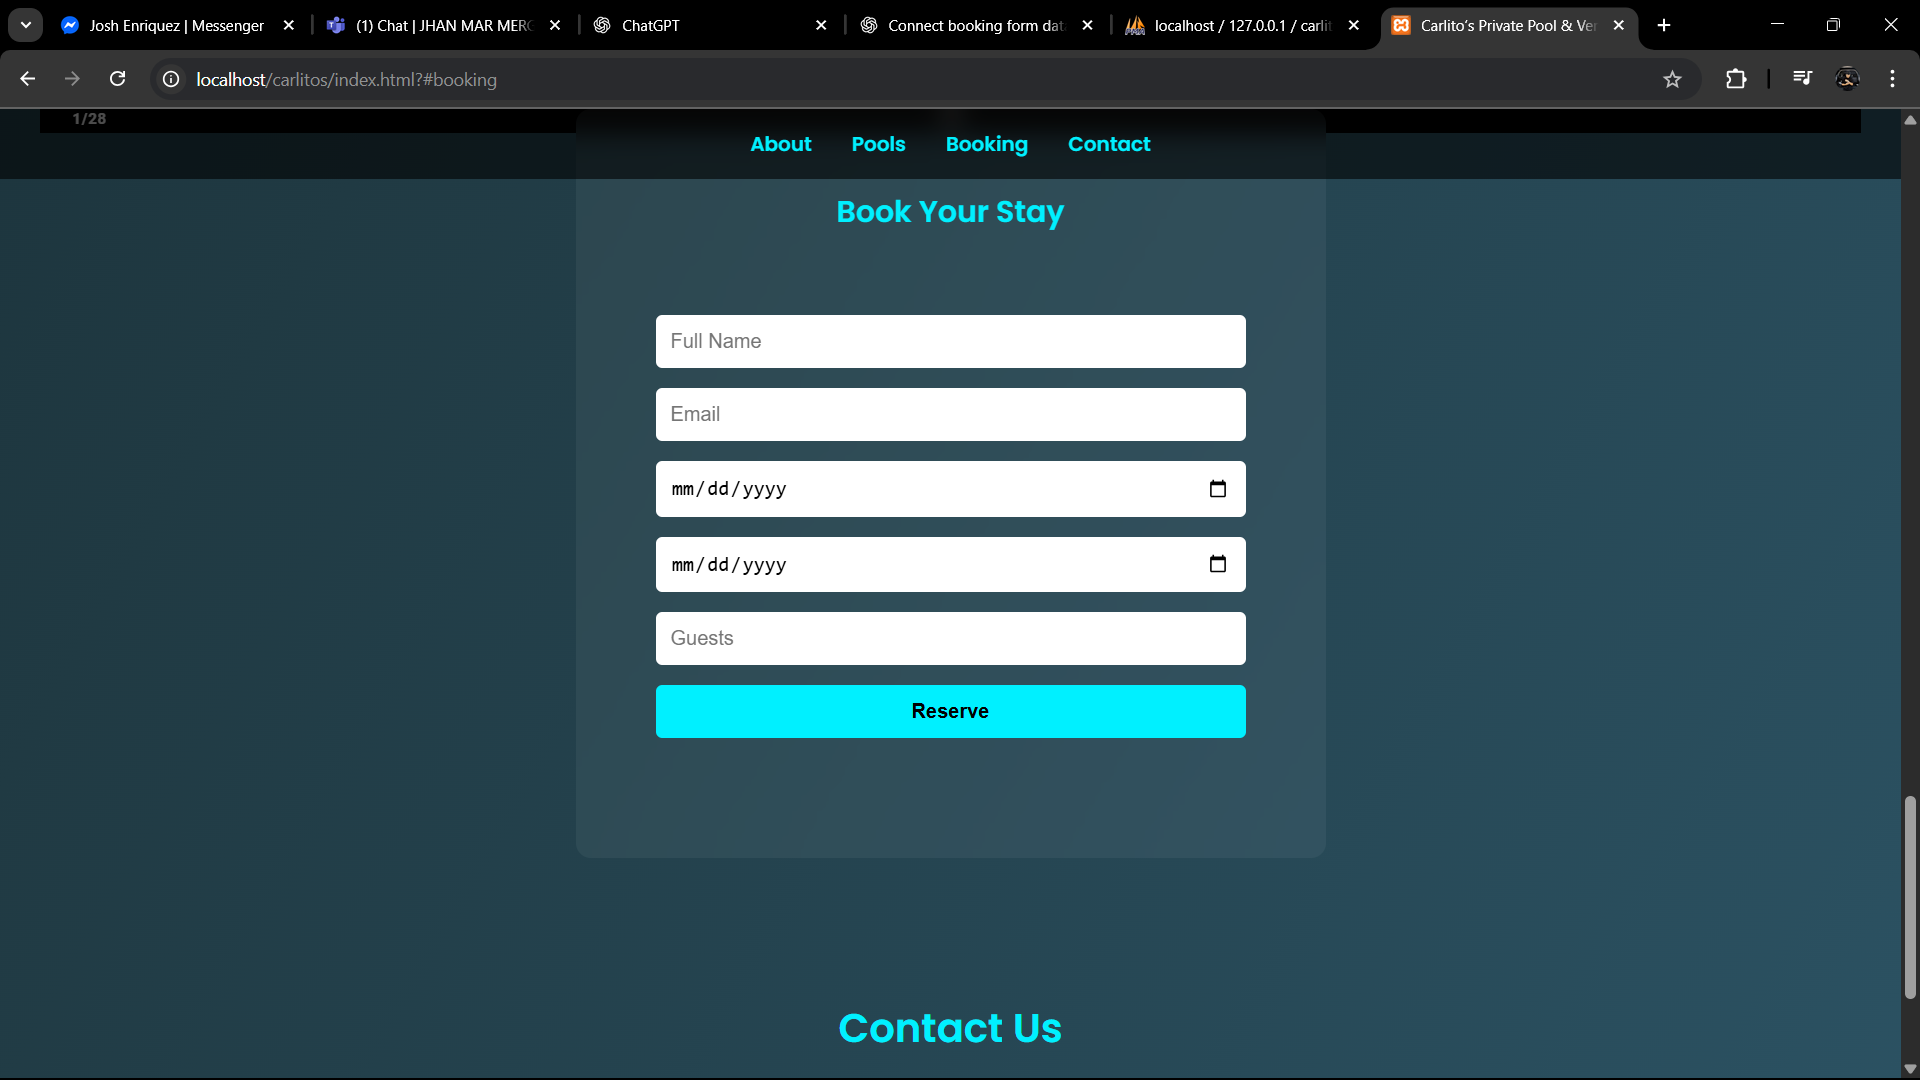 Josh Enriquez | Messenger
(1) Chat | JHAN MAR MERC
ChatGPT
Connect booking form dat
localhost / 127.0.0.1 / carlit
Carlito's Private Pool & Ver
localhost/carlitos/index.html?#booking
1/28
About
Pools
Booking
Contact
Book Your Stay
Full Name
Email
mm/dd/yyyy
mm/dd/yyyy
Guests
Reserve
Contact Us